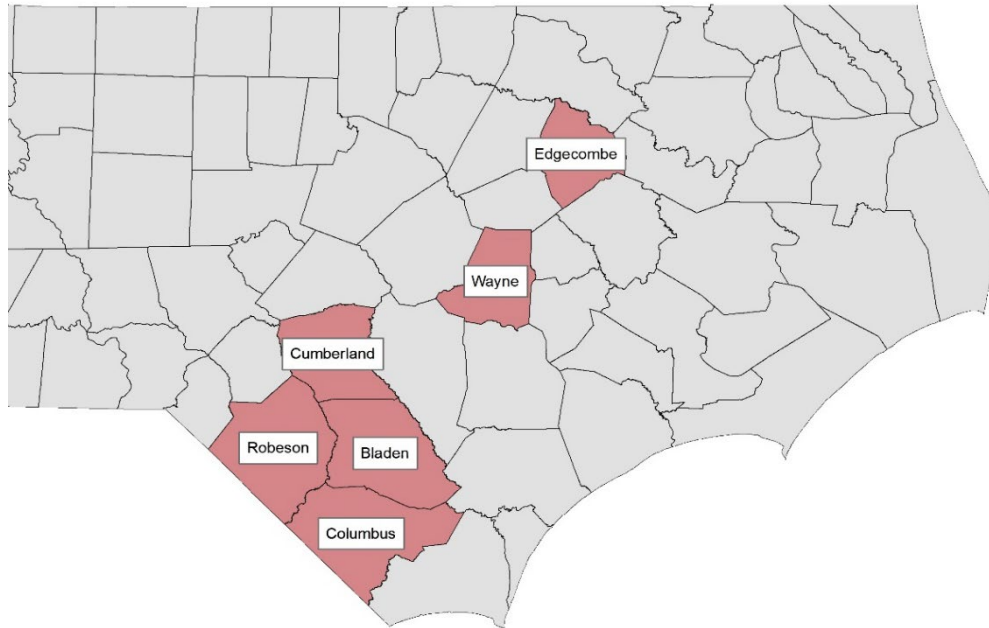 Edgecombe
Wayne
Cumberland
Robeson
Bladen
Columbus